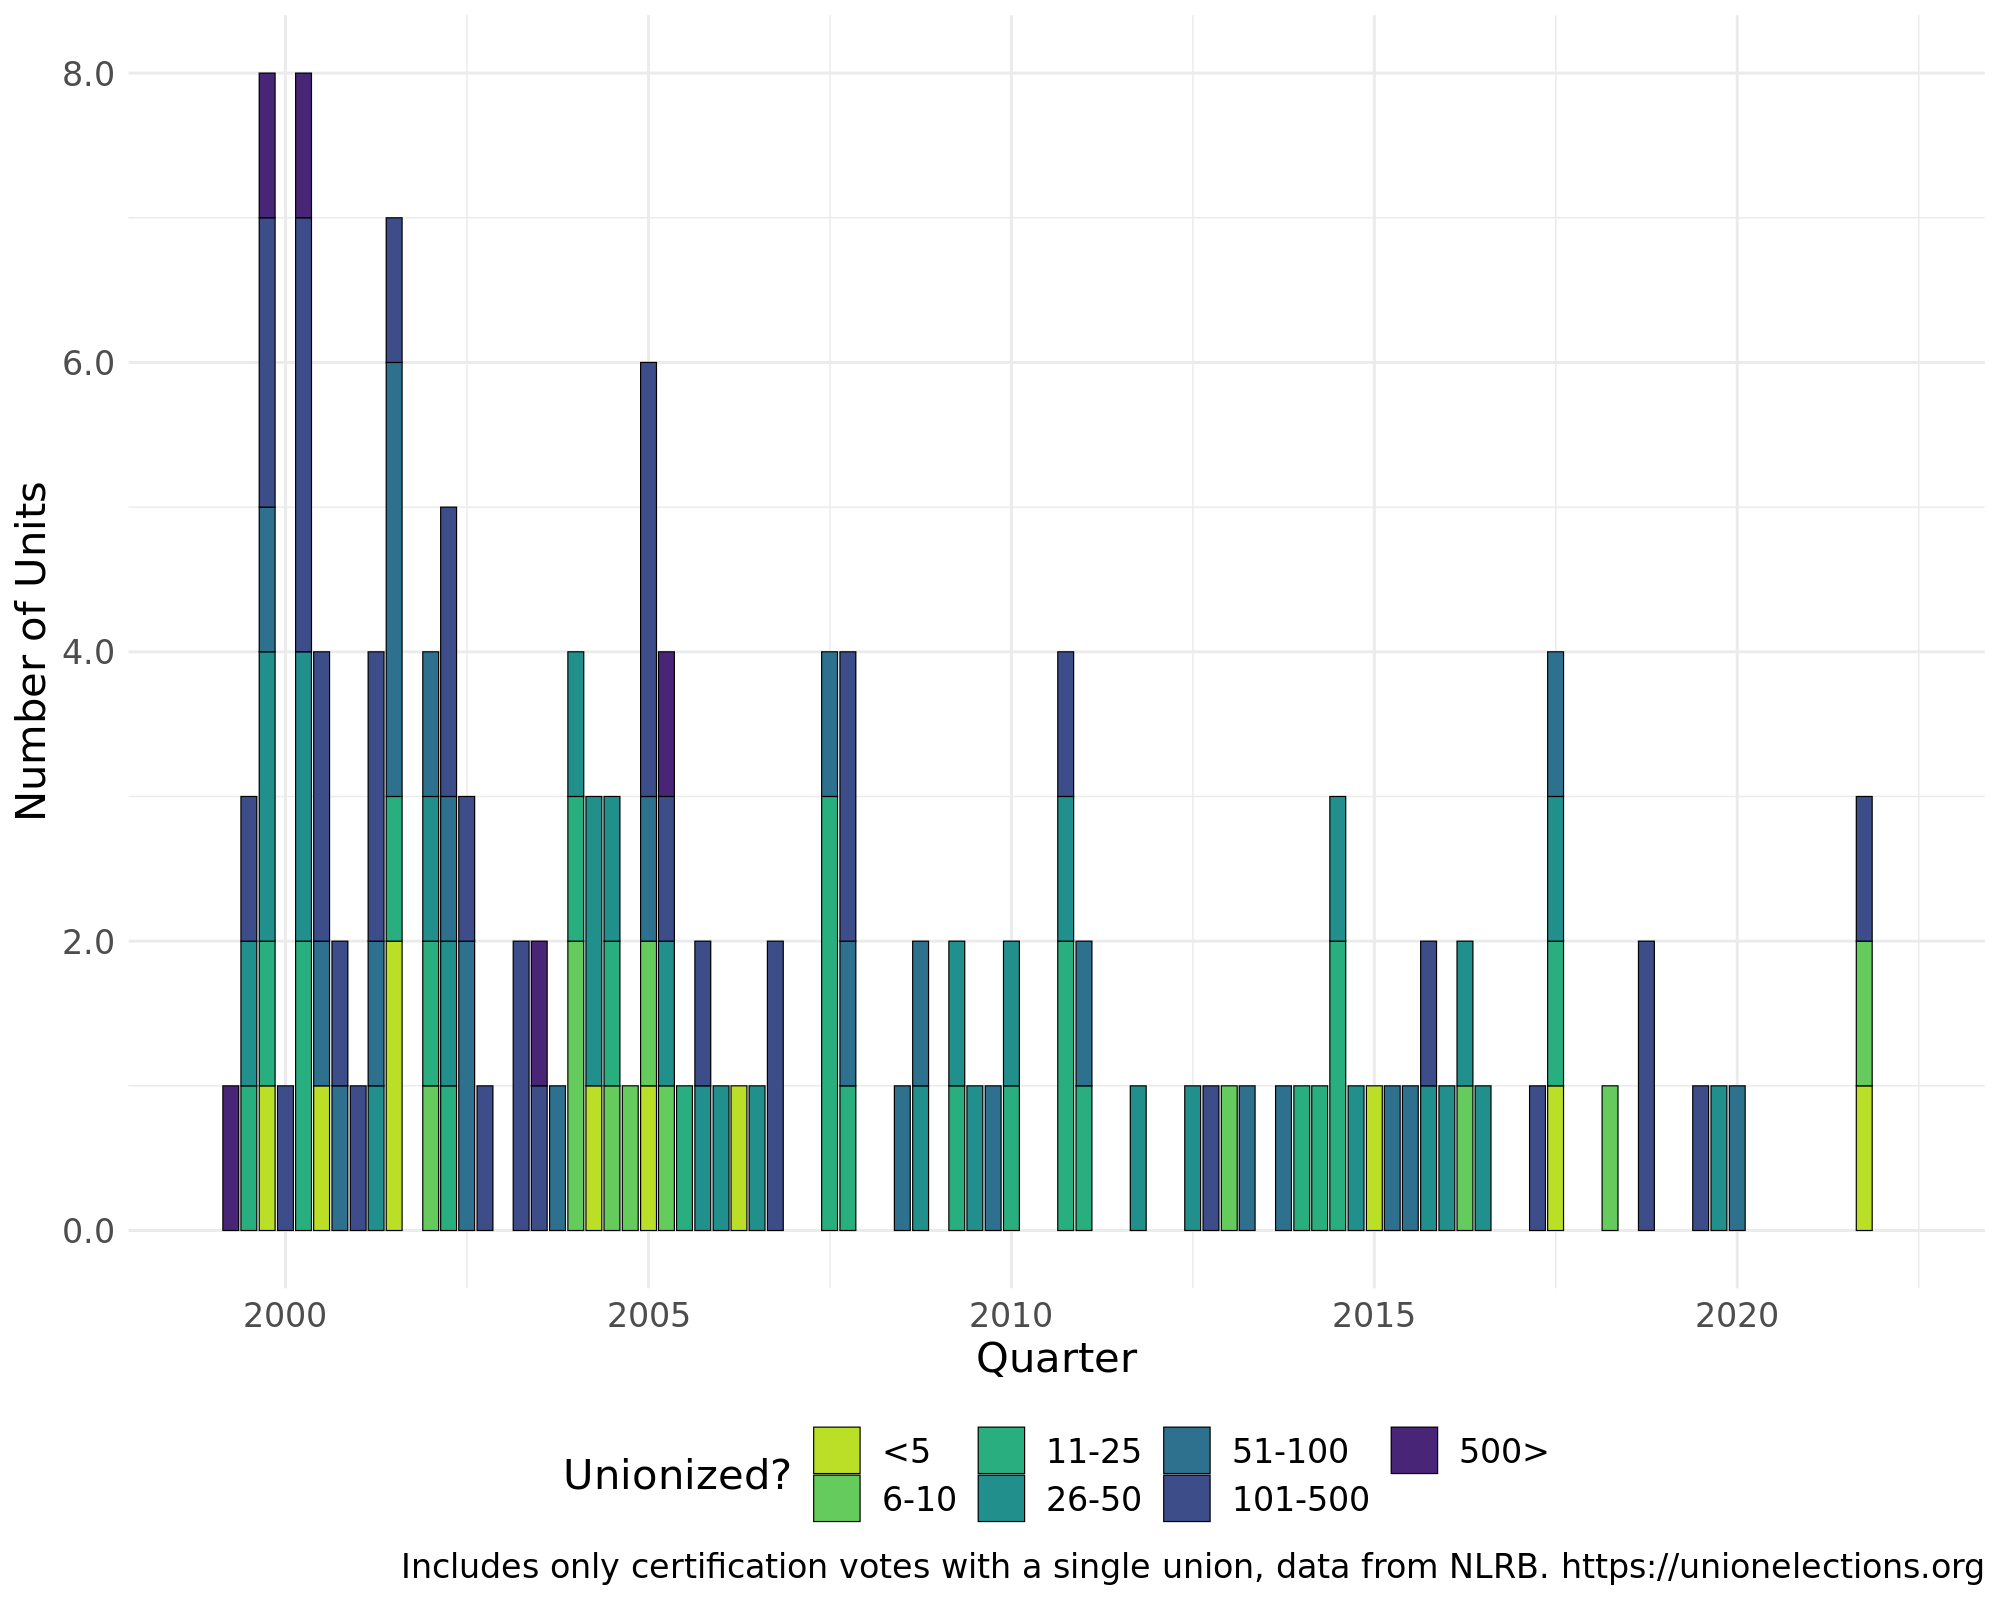 8.0
6.0
4.0
2.0
0.0
Number of Units
2000 2005 2010 2015 2020
Quarter
Unionized?
<5 11-25 51-100 500>
6-10 26-50 101-500
Includes only certification votes with a single union, data from NLRB. https://unionelections.org